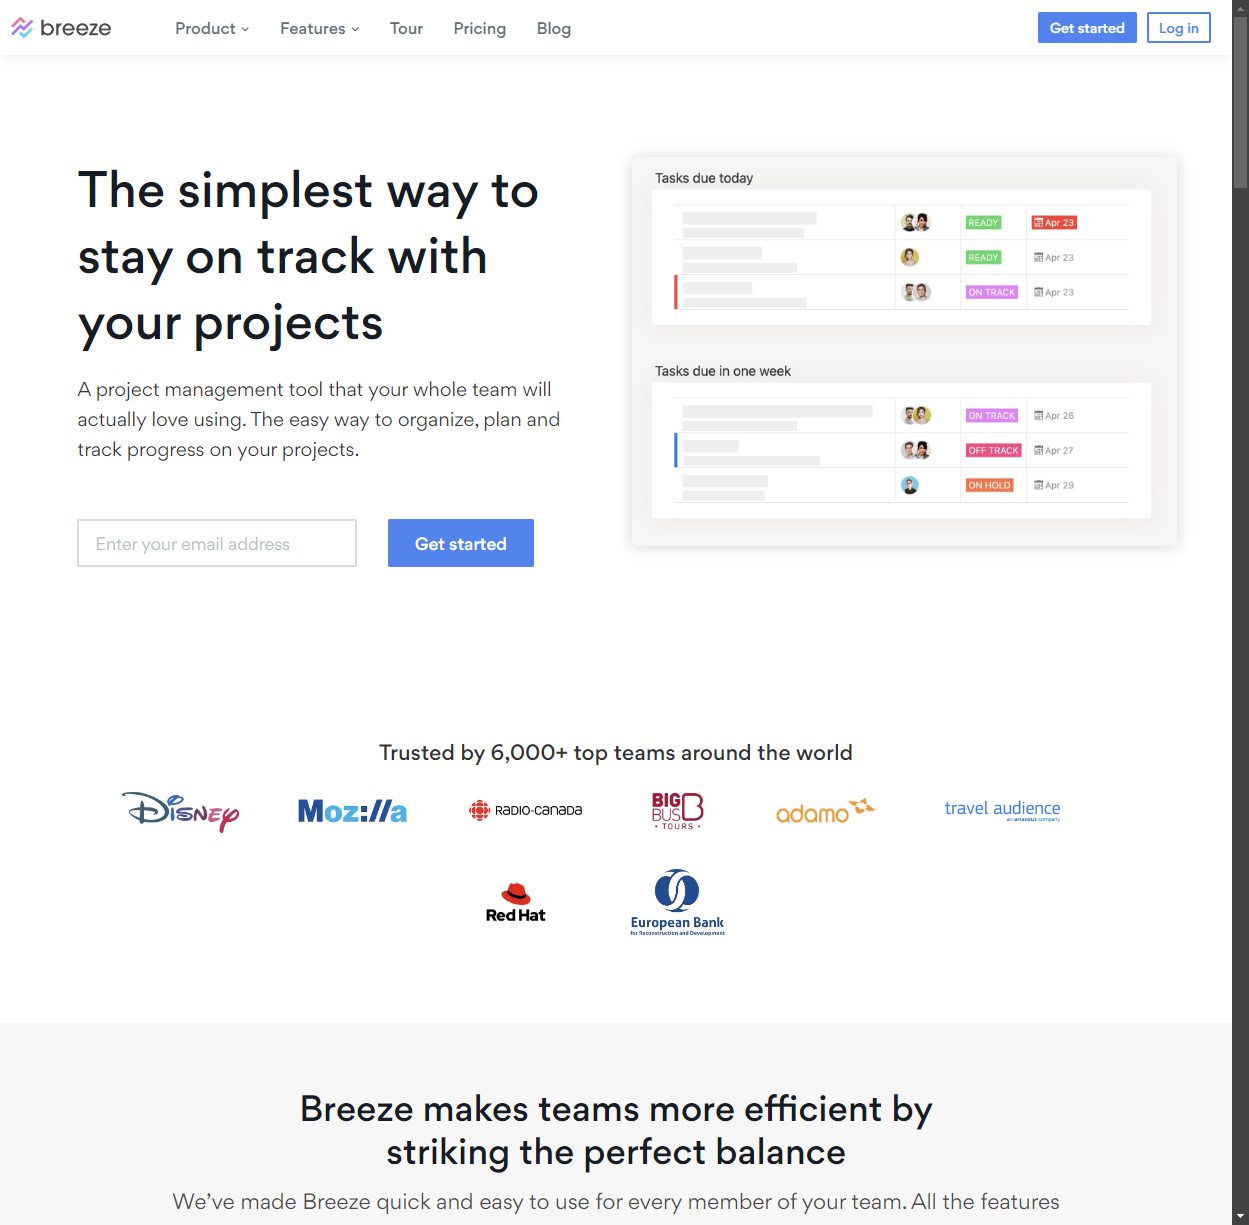 breeze
Product
Features
Tour
Pricing
Blog
Get started
Log in
The simplest way to
stay on track with
your projects
A project management tool that your whole team will
actually love using. The easy way to organize, plan and
track progress on your projects.
Enter your email address
Get started
Tasks due today
READY Apr 23
READY Apr 23
ON TRACK Apr 23
Tasks due in one week
ON TRACK Apr 26
OFF TRACK Apr 27
ON HOLD Apr 29
Trusted by 6,000+ top teams around the world
Disney
Moz://a
RADIO-CANADA
BIG
BUS
• TOURS •
adamo
travel audience
an amadeus company
Red Hat
European Bank
for Reconstruction and Development
Breeze makes teams more efficient by
striking the perfect balance
We've made Breeze quick and easy to use for every member of your team. All the features